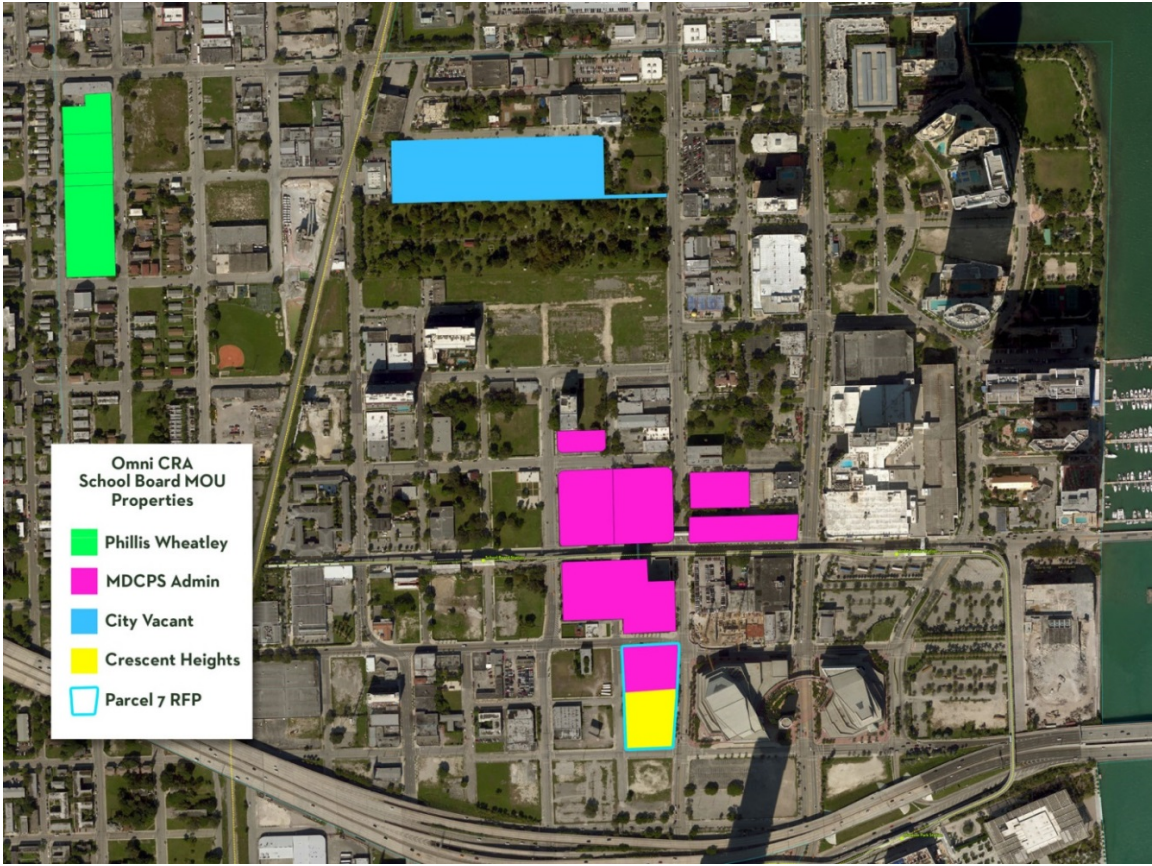 Omni CRA
School Board MOU
Properties
Phillis Wheatley
MDCPS Admin
City Vacant
Crescent Heights
Parcel 7 RFP